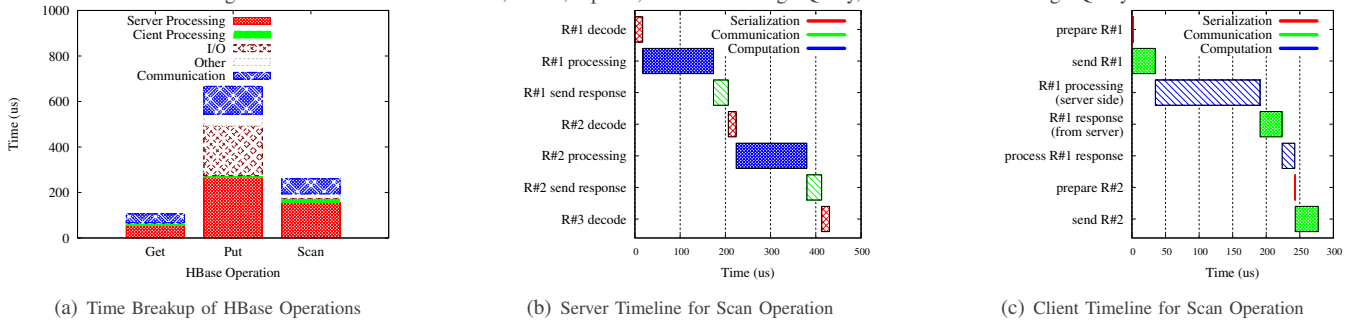 Server Processing
Client Processing
I/O
Other
Communication
1000
800
600
400
200
0
Time (us)
Get
Put
Scan
HBase Operation
(a) Time Breakup of HBase Operations
Serialization
Communication
Computation
R#1 decode
R#1 processing
R#1 send response
R#2 decode
R#2 processing
R#2 send response
R#3 decode
0
100
200
300
400
500
Time (us)
(b) Server Timeline for Scan Operation
Serialization
Communication
Computation
prepare R#1
send R#1
R#1 processing
(server side)
R#1 response
(from server)
process R#1 response
prepare R#2
send R#2
0
50
100
150
200
250
300
Time (us)
(c) Client Timeline for Scan Operation